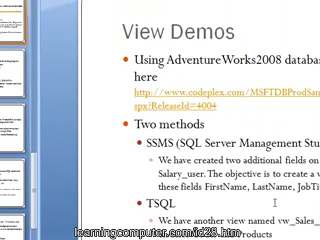 View Demos
Using AdventureWorks2008 databas
here
http://www.codeplex.com/MSFTDBProdSam
spx?ReleaseId=4004
Two methods
SSMS (SQL Server Management Stu
We have created two additional fields on
Salary_user. The objective is to create a v
these fields FirstName, LastName, JobTi
TSQL
We have another view named vw_Sales_
Products
learningcomputer.com/id28.htm